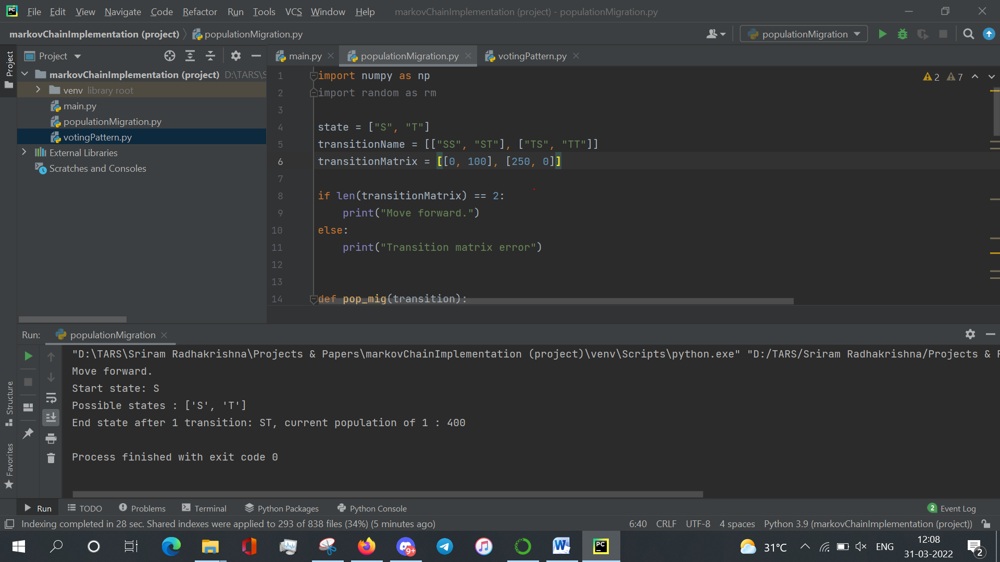 File Edit View Navigate Code Refactor Run Tools VCS Window Help markovChainImplementation (project) - populationMigration.py
markovChainImplementation (project) populationMigration.py populationMigration
Project
Project
main.py populationMigration.py votingPattern.py
markovChainImplementation (project) D:\TARS\S
venv library root
main.py
populationMigration.py
votingPattern.py
External Libraries
Scratches and Consoles
2 7
1 import numpy as np
2 import random as rm
3
4 state = ["S", "T"]
5 transitionName = [["SS", "ST"], ["TS", "TT"]]
6 transitionMatrix = [[0, 100], [250, 0]]
7
8 if len(transitionMatrix) == 2:
9 print("Move forward.")
10 else:
11 print("Transition matrix error")
12
13
14 def pop_mig(transition):
Run: populationMigration
"D:\TARS\Sriram Radhakrishna\Projects & Papers\markovChainImplementation (project)\venv\Scripts\python.exe" "D:/TARS/Sriram Radhakrishna/Projects &
Move forward.
Start state: S
Possible states : ['S', 'T']
End state after 1 transition: ST, current population of 1 : 400
Process finished with exit code 0
Structure
Favorites
Run TODO Problems Terminal Python Packages Python Console 2 Event Log
Indexing completed in 28 sec. Shared indexes were applied to 293 of 838 files (34%) (5 minutes ago) 6:40 CRLF UTF-8 4 spaces Python 3.9 (markovChainImplementation (project))
9+ W PC 31°C ENG 12:08
31-03-2022 2